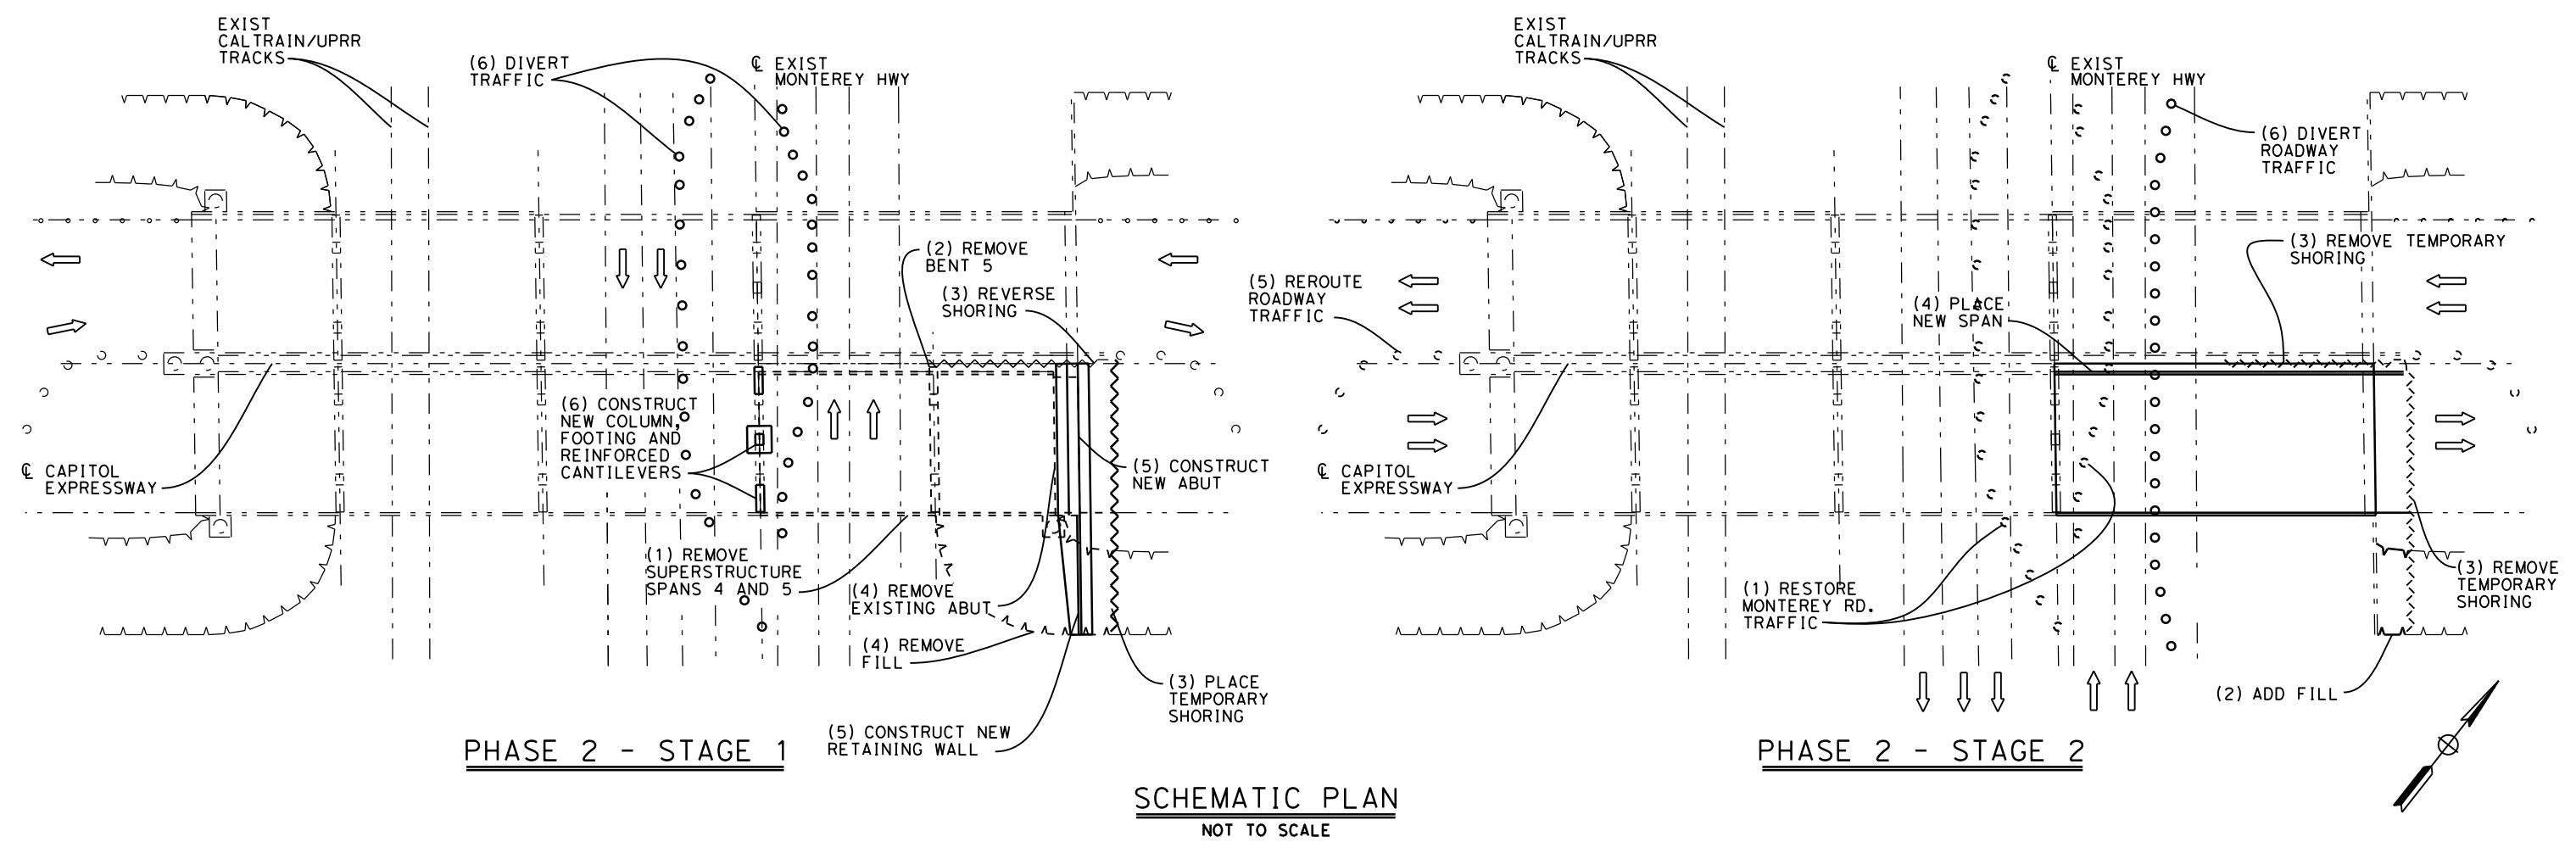 EXIST
CALTRAIN/UPRR
TRACKS
(6) DIVERT
TRAFFIC
℄ EXIST
MONTEREY HWY
(2) REMOVE
BENT 5
(3) REVERSE
SHORING
(6) CONSTRUCT
NEW COLUMN,
FOOTING AND
REINFORCED
CANTILEVERS
℄ CAPITOL
EXPRESSWAY
(5) CONSTRUCT
NEW ABUT
(1) REMOVE
SUPERSTRUCTURE
SPANS 4 AND 5
(4) REMOVE
EXISTING ABUT
(4) REMOVE
FILL
(3) PLACE
TEMPORARY
SHORING
(5) CONSTRUCT NEW
RETAINING WALL
PHASE 2 - STAGE 1
EXIST
CALTRAIN/UPRR
TRACKS
℄ EXIST
MONTEREY HWY
(6) DIVERT
ROADWAY
TRAFFIC
(3) REMOVE TEMPORARY
SHORING
(5) REROUTE
ROADWAY
TRAFFIC
(4) PLACE
NEW SPAN
℄ CAPITOL
EXPRESSWAY
(1) RESTORE
MONTEREY RD.
TRAFFIC
(3) REMOVE
TEMPORARY
SHORING
(2) ADD FILL
PHASE 2 - STAGE 2
SCHEMATIC PLAN
NOT TO SCALE